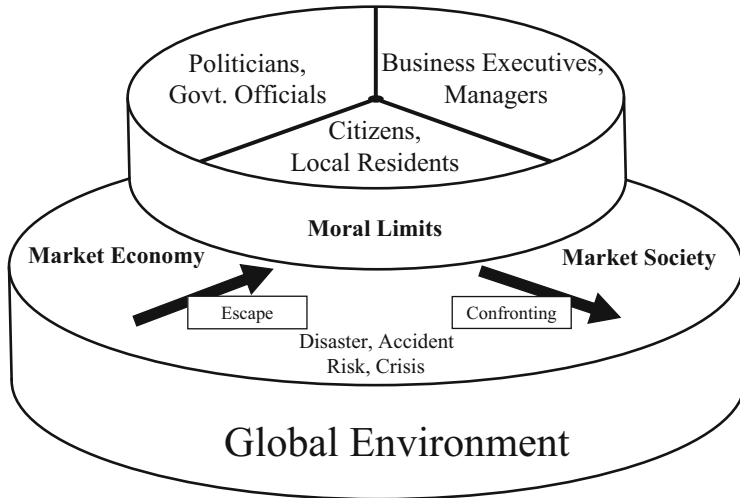 Politicians,
Govt. Officials
Business Executives,
Managers
Citizens,
Local Residents
Moral Limits
Market Economy
Market Society
Escape
Confronting
Disaster, Accident
Risk, Crisis
Global Environment